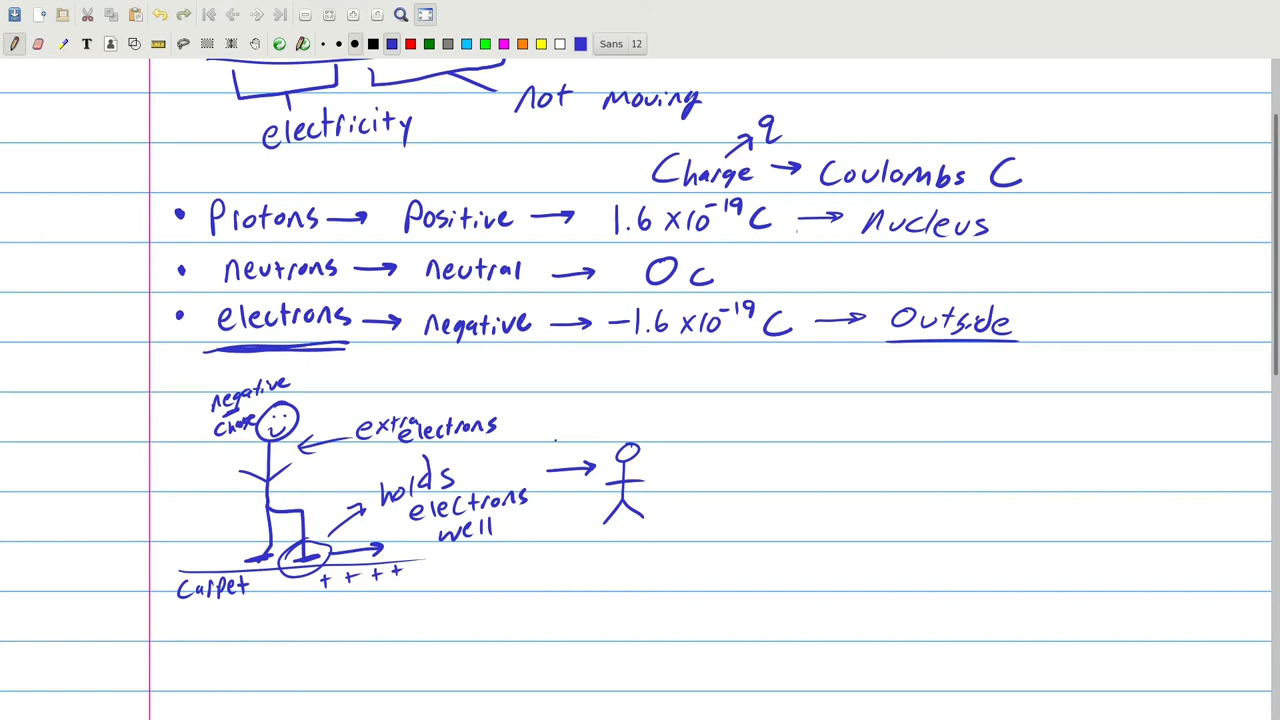 Sans 12
not moving
electricity
q
Charge → Coulombs C
• Protons → Positive → 1.6 x10⁻¹⁹ C → nucleus
• neutrons → neutral → 0 C
• electrons → negative → -1.6 x10⁻¹⁹ C → Outside
negative
charge
extra
electrons
holds
electrons
well
Carpet
+ + + +